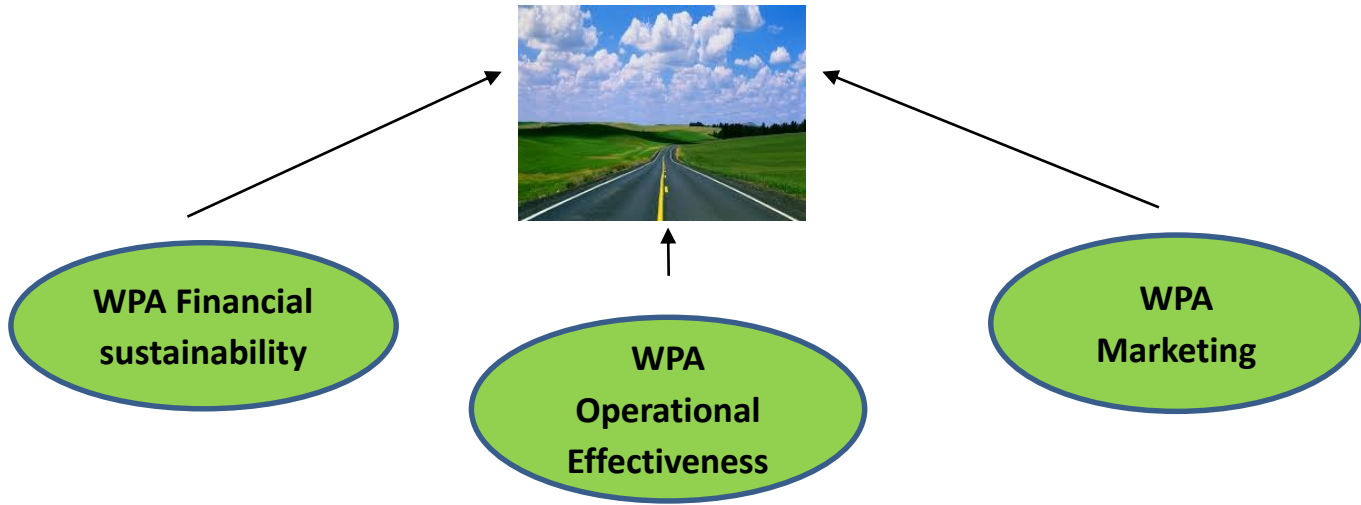 WPA Financial
sustainability
WPA
Operational
Effectiveness
WPA
Marketing